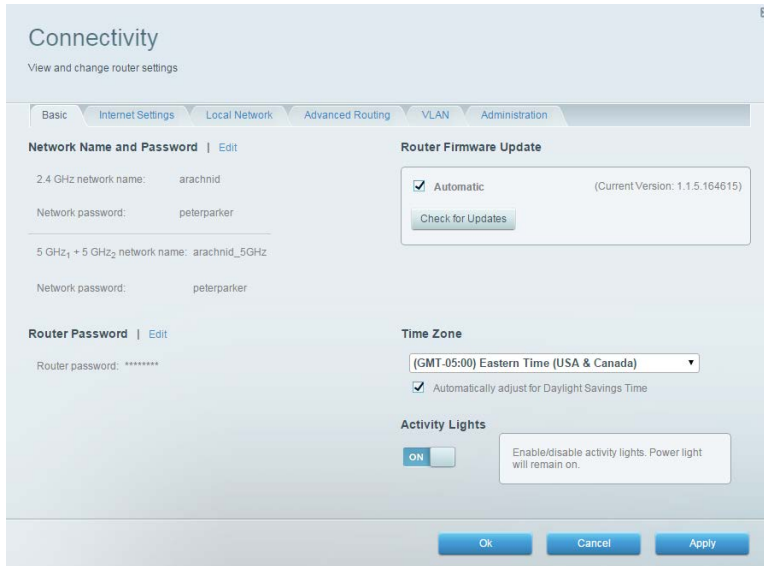 Connectivity
View and change router settings
Basic Internet Settings Local Network Advanced Routing VLAN Administration
Network Name and Password | Edit
2.4 GHz network name: arachnid
Network password: peterparker
5 GHz1 + 5 GHz2 network name: arachnid_5GHz
Network password: peterparker
Router Password | Edit
Router password: ********
Router Firmware Update
Automatic (Current Version: 1.1.5.164615)
Check for Updates
Time Zone
(GMT-05:00) Eastern Time (USA & Canada)
Automatically adjust for Daylight Savings Time
Activity Lights
ON
Enable/disable activity lights. Power light
will remain on.
Ok Cancel Apply